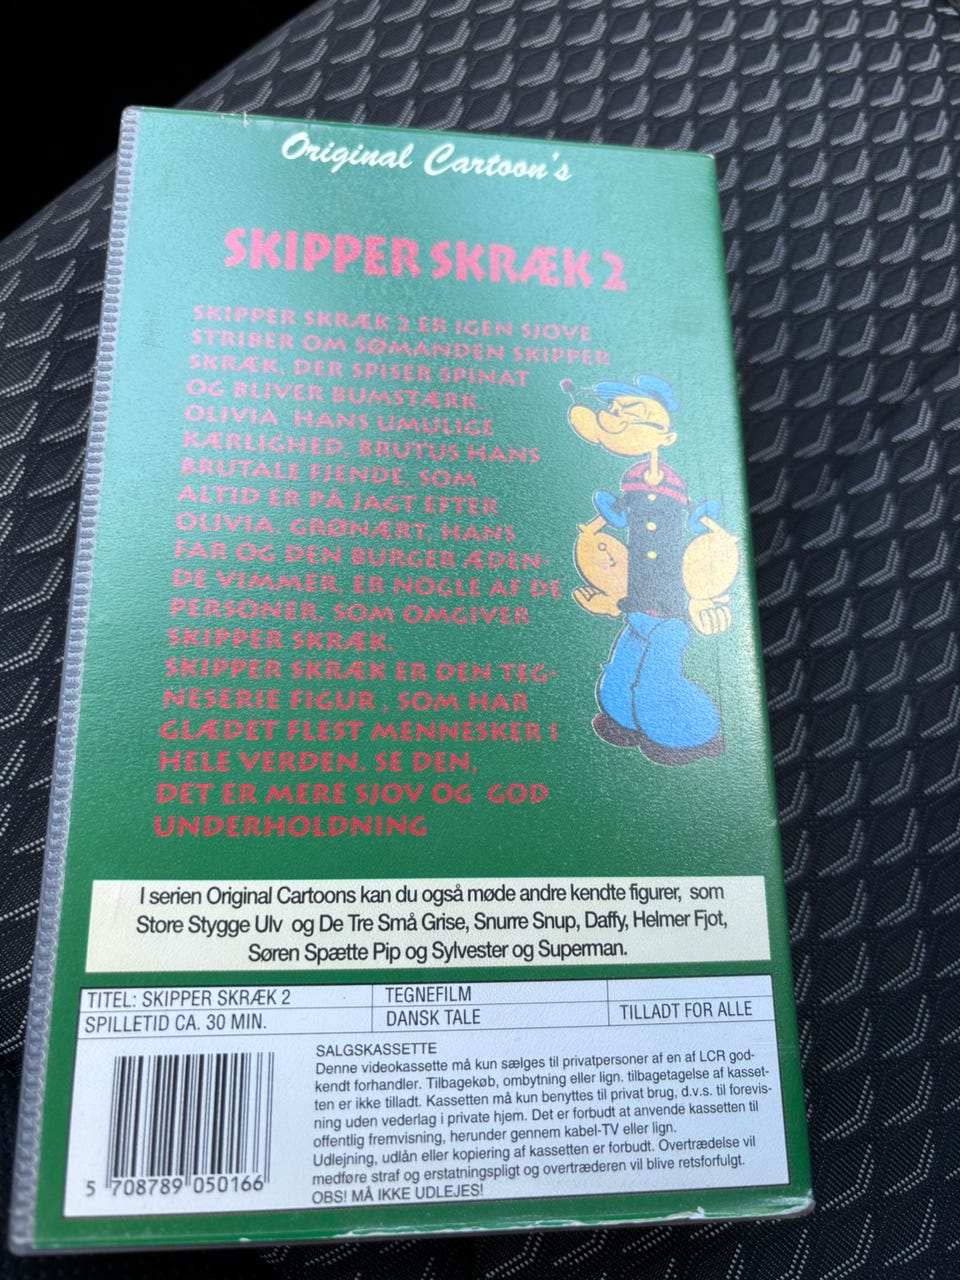 Original Cartoon's
SKIPPER SKRÆK 2
SKIPPER SKRÆK 2 ER IGEN SJOVE
STRIBER OM SØMANDEN SKIPPER
SKRÆK, DER SPISER SPINAT
OG BLIVER BUMSTÆRK.
OLIVIA HANS UMULIGE
KÆRLIGHED, BRUTUS HANS
BRUTALE FJENDE, SOM
ALTID ER PÅ JAGT EFTER
OLIVIA. GRØNÆRT, HANS
FAR OG DEN BURGER ÆDEN-
DE VIMMER, ER NOGLE AF DE
PERSONER, SOM OMGIVER
SKIPPER SKRÆK.
SKIPPER SKRÆK ER DEN TEG-
NESERIE FIGUR , SOM HAR
GLÆDET FLEST MENNESKER I
HELE VERDEN. SE DEN,
DET ER MERE SJOV OG GOD
UNDERHOLDNING
I serien Original Cartoons kan du også møde andre kendte figurer, som
Store Stygge Ulv og De Tre Små Grise, Snurre Snup, Daffy, Helmer Fjot,
Søren Spætte Pip og Sylvester og Superman.
TITEL: SKIPPER SKRÆK 2
SPILLETID CA. 30 MIN.
TEGNEFILM
DANSK TALE
TILLADT FOR ALLE
SALGSKASSETTE
Denne videokassette må kun sælges til privatpersoner af en af LCR god-
kendt forhandler. Tilbagekøb, ombytning eller lign. tilbagetagelse af kasset-
ten er ikke tilladt. Kassetten må kun benyttes til privat brug, d.v.s. til forevis-
ning uden vederlag i private hjem. Det er forbudt at anvende kassetten til
offentlig fremvisning, herunder gennem kabel-TV eller lign.
Udlejning, udlån eller kopiering af kassetten er forbudt. Overtrædelse vil
medføre straf og erstatningspligt og overtræderen vil blive retsforfulgt.
OBS! MÅ IKKE UDLEJES!
5 708789 050166